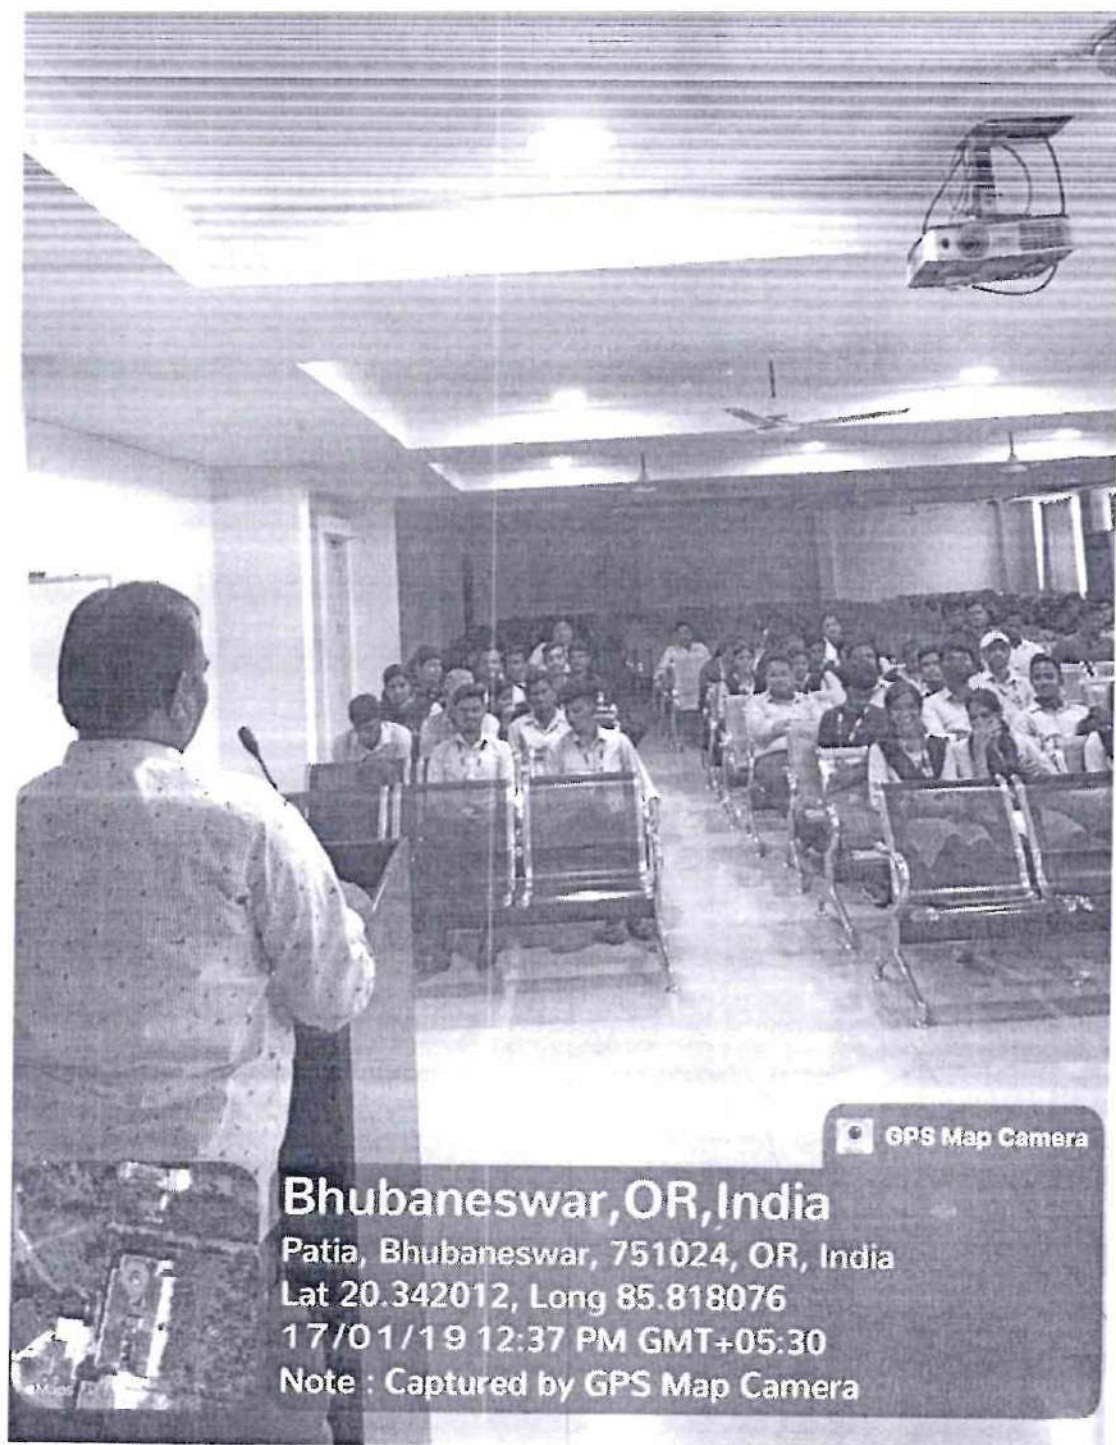 GPS Map Camera
Bhubaneswar,OR,India
Patia, Bhubaneswar, 751024, OR, India
Lat 20.342012, Long 85.818076
17/01/19 12:37 PM GMT+05:30
Note : Captured by GPS Map Camera
Maps